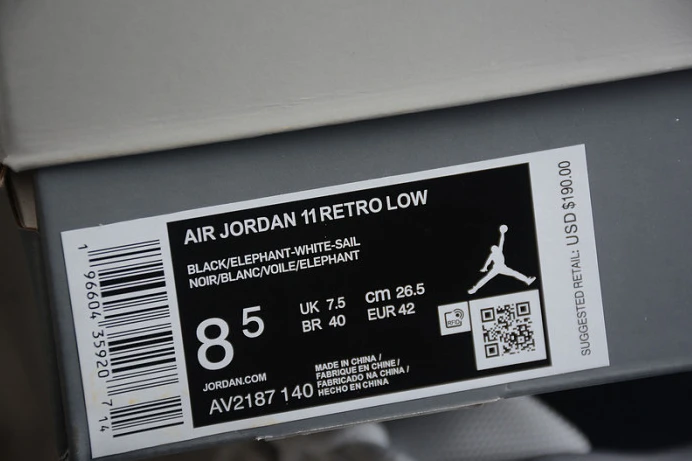 AIR JORDAN 11 RETRO LOW
BLACK/ELEPHANT-WHITE-SAIL
NOIR/BLANC/VOILE/ELEPHANT
8 5
UK 7.5 cm 26.5
BR 40 EUR 42
JORDAN.COM
AV2187 140
MADE IN CHINA /
FABRIQUE EN CHINE /
FABRICADO NA CHINA /
HECHO EN CHINA
RFID
SUGGESTED RETAIL: USD $190.00
1 96604 35920 7 14